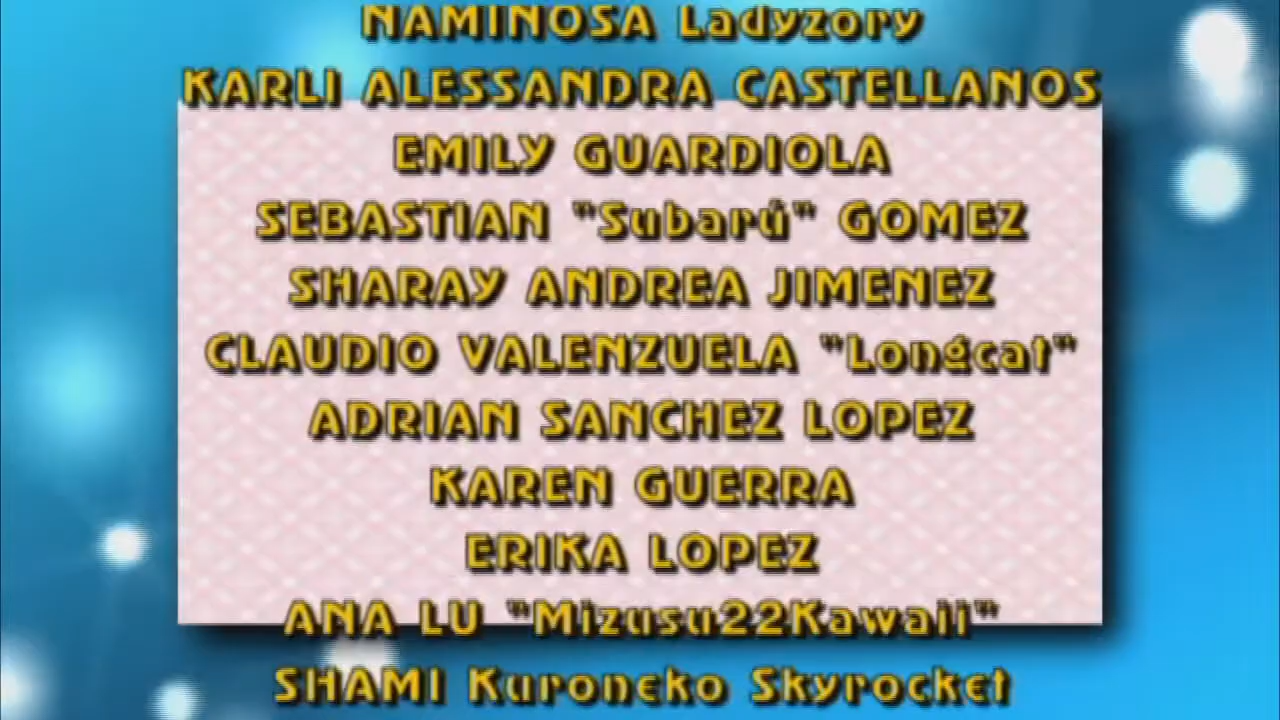 NAMINOSA Ladyzory
KARLI ALESSANDRA CASTELLANOS
EMILY GUARDIOLA
SEBASTIAN "Subarú" GOMEZ
SHARAY ANDREA JIMENEZ
CLAUDIO VALENZUELA "Longcat"
ADRIAN SANCHEZ LOPEZ
KAREN GUERRA
ERIKA LOPEZ
ANA LU "Mizusu22Kawaii"
SHAMI Kuroneko Skyrocket